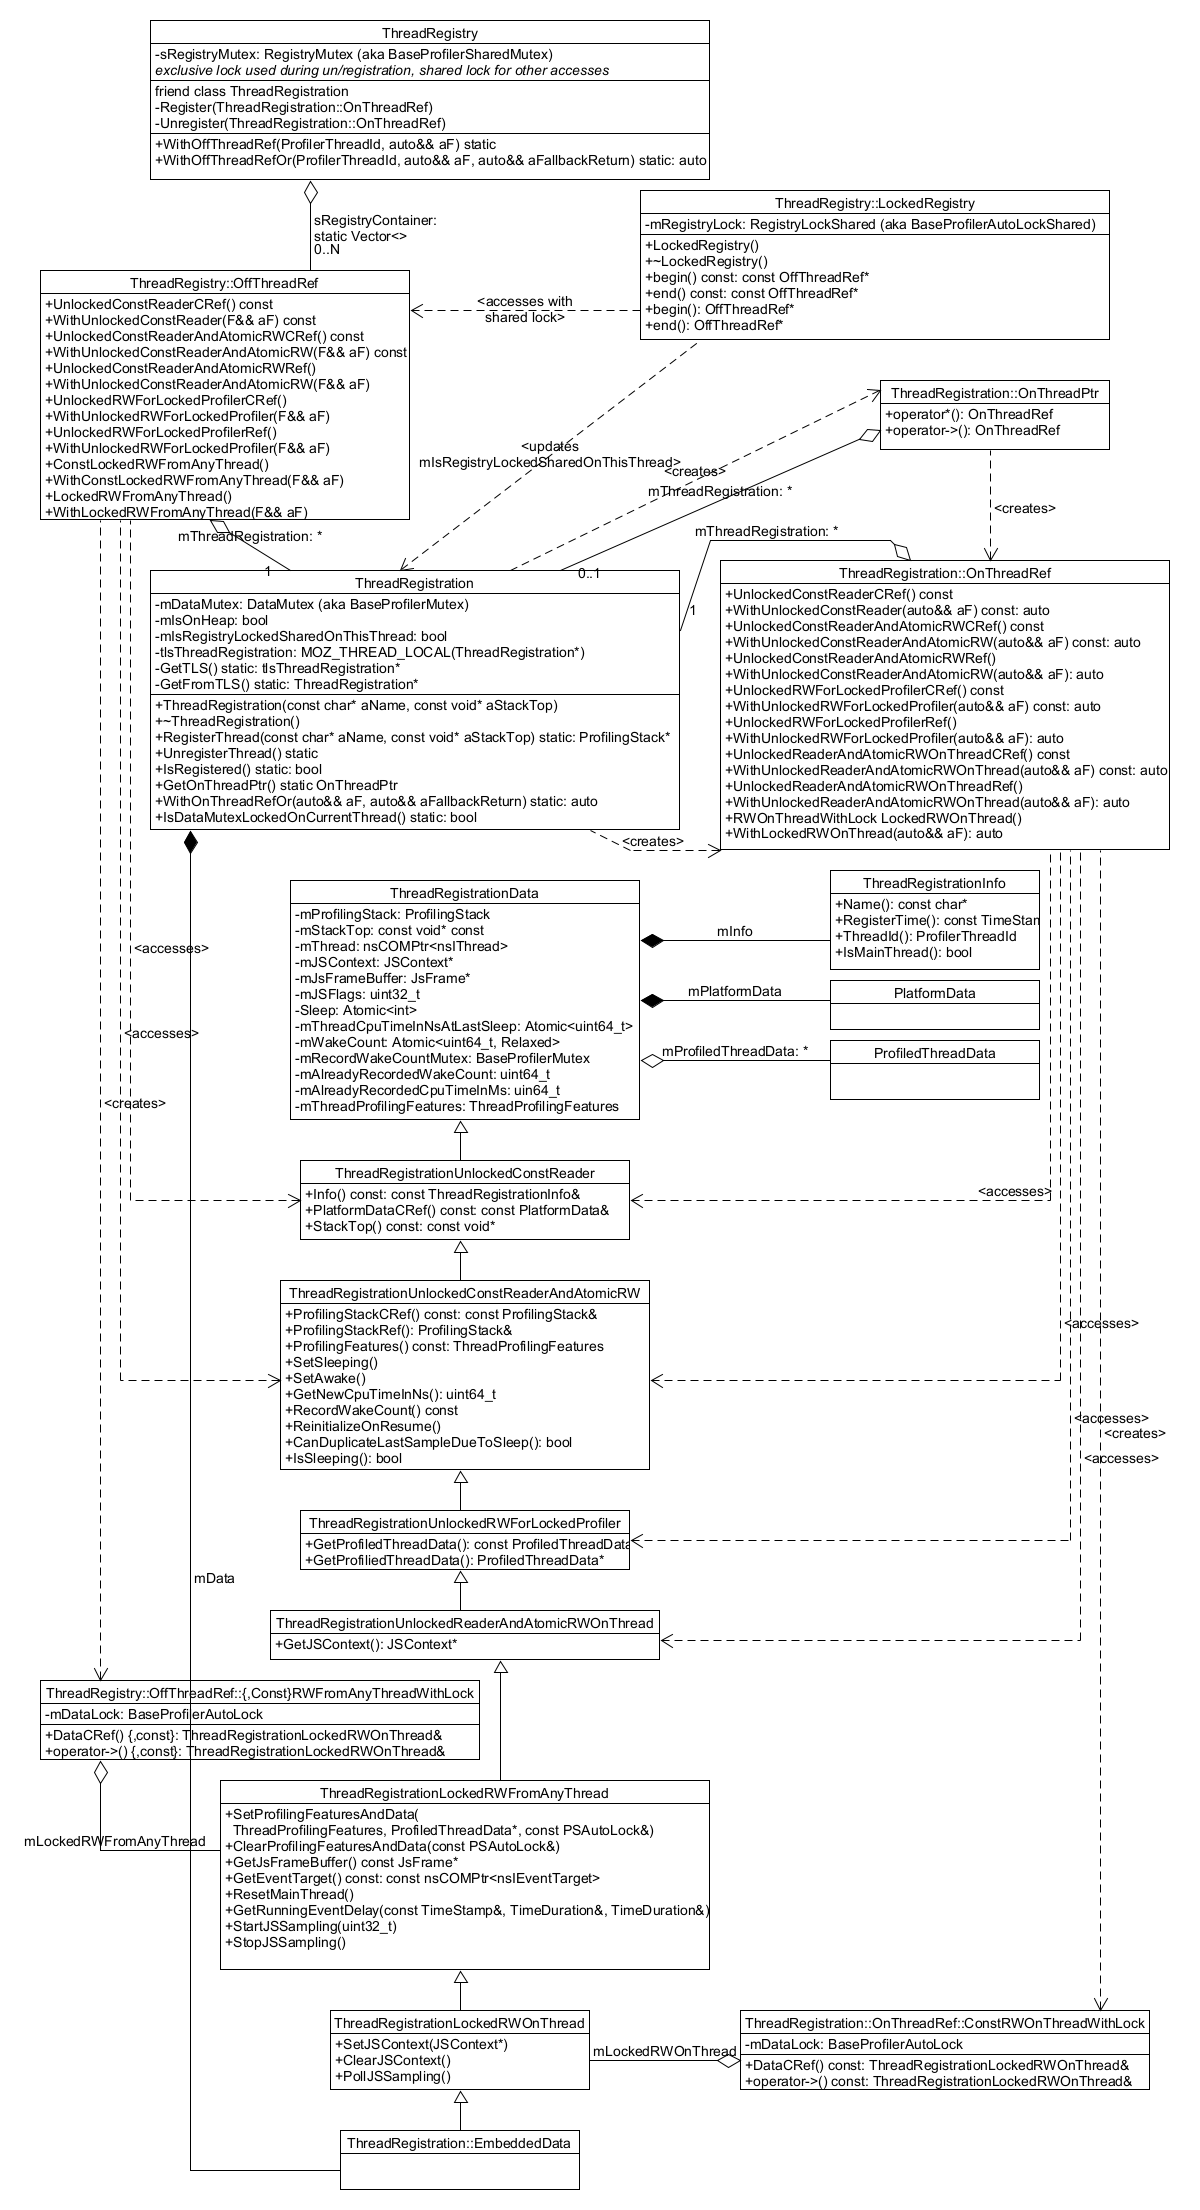 ThreadRegistry
-sRegistryMutex: RegistryMutex (aka BaseProfilerSharedMutex)
exclusive lock used during un/registration, shared lock for other accesses
friend class ThreadRegistration
-Register(ThreadRegistration::OnThreadRef)
-Unregister(ThreadRegistration::OnThreadRef)
+WithOffThreadRef(ProfilerThreadId, auto&& aF) static
+WithOffThreadRefOr(ProfilerThreadId, auto&& aF, auto&& aFallbackReturn) static: auto
sRegistryContainer:
static Vector<>
0..N
ThreadRegistry::LockedRegistry
-mRegistryLock: RegistryLockShared (aka BaseProfilerAutoLockShared)
+LockedRegistry()
+~LockedRegistry()
+begin() const: const OffThreadRef*
+end() const: const OffThreadRef*
+begin(): OffThreadRef*
+end(): OffThreadRef*
<accesses with
shared lock>
ThreadRegistry::OffThreadRef
+UnlockedConstReaderCRef() const
+WithUnlockedConstReader(F&& aF) const
+UnlockedConstReaderAndAtomicRWCRef() const
+WithUnlockedConstReaderAndAtomicRW(F&& aF) const
+UnlockedConstReaderAndAtomicRWRef()
+WithUnlockedConstReaderAndAtomicRW(F&& aF)
+UnlockedRWForLockedProfilerCRef()
+WithUnlockedRWForLockedProfiler(F&& aF)
+UnlockedRWForLockedProfilerRef()
+WithUnlockedRWForLockedProfiler(F&& aF)
+ConstLockedRWFromAnyThread()
+WithConstLockedRWFromAnyThread(F&& aF)
+LockedRWFromAnyThread()
+WithLockedRWFromAnyThread(F&& aF)
ThreadRegistration::OnThreadPtr
+operator*(): OnThreadRef
+operator->(): OnThreadRef
<updates
mIsRegistryLockedSharedOnThisThread>
<creates>
mThreadRegistration: *
<creates>
mThreadRegistration: *
mThreadRegistration: *
1
0..1
1
ThreadRegistration
-mDataMutex: DataMutex (aka BaseProfilerMutex)
-mIsOnHeap: bool
-mIsRegistryLockedSharedOnThisThread: bool
-tlsThreadRegistration: MOZ_THREAD_LOCAL(ThreadRegistration*)
-GetTLS() static: tlsThreadRegistration*
-GetFromTLS() static: ThreadRegistration*
+ThreadRegistration(const char* aName, const void* aStackTop)
+~ThreadRegistration()
+RegisterThread(const char* aName, const void* aStackTop) static: ProfilingStack*
+UnregisterThread() static
+IsRegistered() static: bool
+GetOnThreadPtr() static OnThreadPtr
+WithOnThreadRefOr(auto&& aF, auto&& aFallbackReturn) static: auto
+IsDataMutexLockedOnCurrentThread() static: bool
ThreadRegistration::OnThreadRef
+UnlockedConstReaderCRef() const
+WithUnlockedConstReader(auto&& aF) const: auto
+UnlockedConstReaderAndAtomicRWCRef() const
+WithUnlockedConstReaderAndAtomicRW(auto&& aF) const: auto
+UnlockedConstReaderAndAtomicRWRef()
+WithUnlockedConstReaderAndAtomicRW(auto&& aF): auto
+UnlockedRWForLockedProfilerCRef() const
+WithUnlockedRWForLockedProfiler(auto&& aF) const: auto
+UnlockedRWForLockedProfilerRef()
+WithUnlockedRWForLockedProfiler(auto&& aF): auto
+UnlockedReaderAndAtomicRWOnThreadCRef() const
+WithUnlockedReaderAndAtomicRWOnThread(auto&& aF) const: auto
+UnlockedReaderAndAtomicRWOnThreadRef()
+WithUnlockedReaderAndAtomicRWOnThread(auto&& aF): auto
+RWOnThreadWithLock LockedRWOnThread()
+WithLockedRWOnThread(auto&& aF): auto
<creates>
ThreadRegistrationData
-mProfilingStack: ProfilingStack
-mStackTop: const void* const
-mThread: nsCOMPtr<nsIThread>
-mJSContext: JSContext*
-mJsFrameBuffer: JsFrame*
-mJSFlags: uint32_t
-Sleep: Atomic<int>
-mThreadCpuTimeInNsAtLastSleep: Atomic<uint64_t>
-mWakeCount: Atomic<uint64_t, Relaxed>
-mRecordWakeCountMutex: BaseProfilerMutex
-mAlreadyRecordedWakeCount: uint64_t
-mAlreadyRecordedCpuTimeInMs: uin64_t
-mThreadProfilingFeatures: ThreadProfilingFeatures
mInfo
ThreadRegistrationInfo
+Name(): const char*
+RegisterTime(): const TimeStam
+ThreadId(): ProfilerThreadId
+IsMainThread(): bool
mPlatformData
PlatformData
mProfiledThreadData: *
ProfiledThreadData
<accesses>
<accesses>
<creates>
ThreadRegistrationUnlockedConstReader
+Info() const: const ThreadRegistrationInfo&
+PlatformDataCRef() const: const PlatformData&
+StackTop() const: const void*
<accesses>
ThreadRegistrationUnlockedConstReaderAndAtomicRW
+ProfilingStackCRef() const: const ProfilingStack&
+ProfilingStackRef(): ProfilingStack&
+ProfilingFeatures() const: ThreadProfilingFeatures
+SetSleeping()
+SetAwake()
+GetNewCpuTimeInNs(): uint64_t
+RecordWakeCount() const
+ReinitializeOnResume()
+CanDuplicateLastSampleDueToSleep(): bool
+IsSleeping(): bool
<accesses>
<accesses>
<creates>
<accesses>
ThreadRegistrationUnlockedRWForLockedProfiler
+GetProfiledThreadData(): const ProfiledThreadData
+GetProfiliedThreadData(): ProfiledThreadData*
mData
ThreadRegistrationUnlockedReaderAndAtomicRWOnThread
+GetJSContext(): JSContext*
ThreadRegistry::OffThreadRef::{,Const}RWFromAnyThreadWithLock
-mDataLock: BaseProfilerAutoLock
+DataCRef() {,const}: ThreadRegistrationLockedRWOnThread&
+operator->() {,const}: ThreadRegistrationLockedRWOnThread&
mLockedRWFromAnyThread
ThreadRegistrationLockedRWFromAnyThread
+SetProfilingFeaturesAndData(
ThreadProfilingFeatures, ProfiledThreadData*, const PSAutoLock&)
+ClearProfilingFeaturesAndData(const PSAutoLock&)
+GetJsFrameBuffer() const JsFrame*
+GetEventTarget() const: const nsCOMPtr<nsIEventTarget>
+ResetMainThread()
+GetRunningEventDelay(const TimeStamp&, TimeDuration&, TimeDuration&)
+StartJSSampling(uint32_t)
+StopJSSampling()
ThreadRegistrationLockedRWOnThread
+SetJSContext(JSContext*)
+ClearJSContext()
+PollJSSampling()
mLockedRWOnThread
ThreadRegistration::OnThreadRef::ConstRWOnThreadWithLock
-mDataLock: BaseProfilerAutoLock
+DataCRef() const: ThreadRegistrationLockedRWOnThread&
+operator->() const: ThreadRegistrationLockedRWOnThread&
ThreadRegistration::EmbeddedData